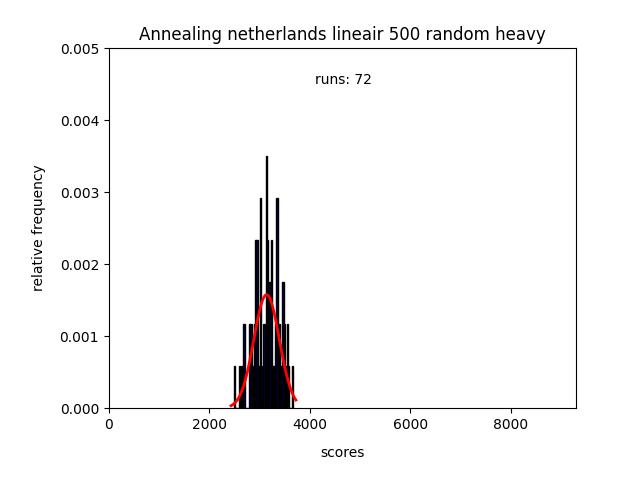 Annealing netherlands lineair 500 random heavy
runs: 72
0.005
0.004
0.003
0.002
0.001
0.000
relative frequency
0
2000
4000
6000
8000
scores